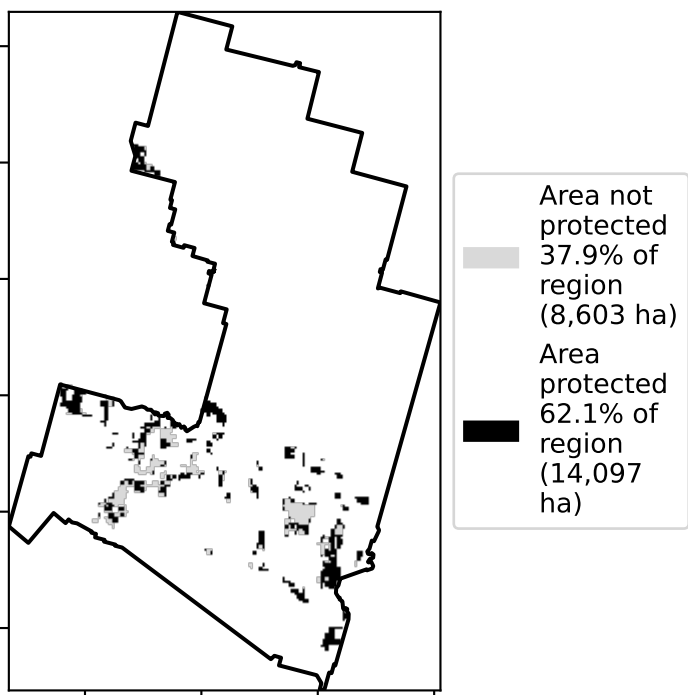 Area not
protected
37.9% of
region
(8,603 ha)
Area
protected
62.1% of
region
(14,097
ha)